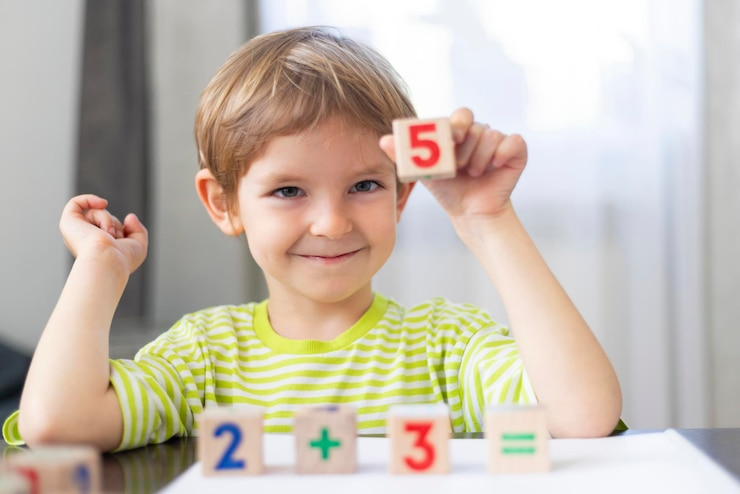 5
2 + 3 =